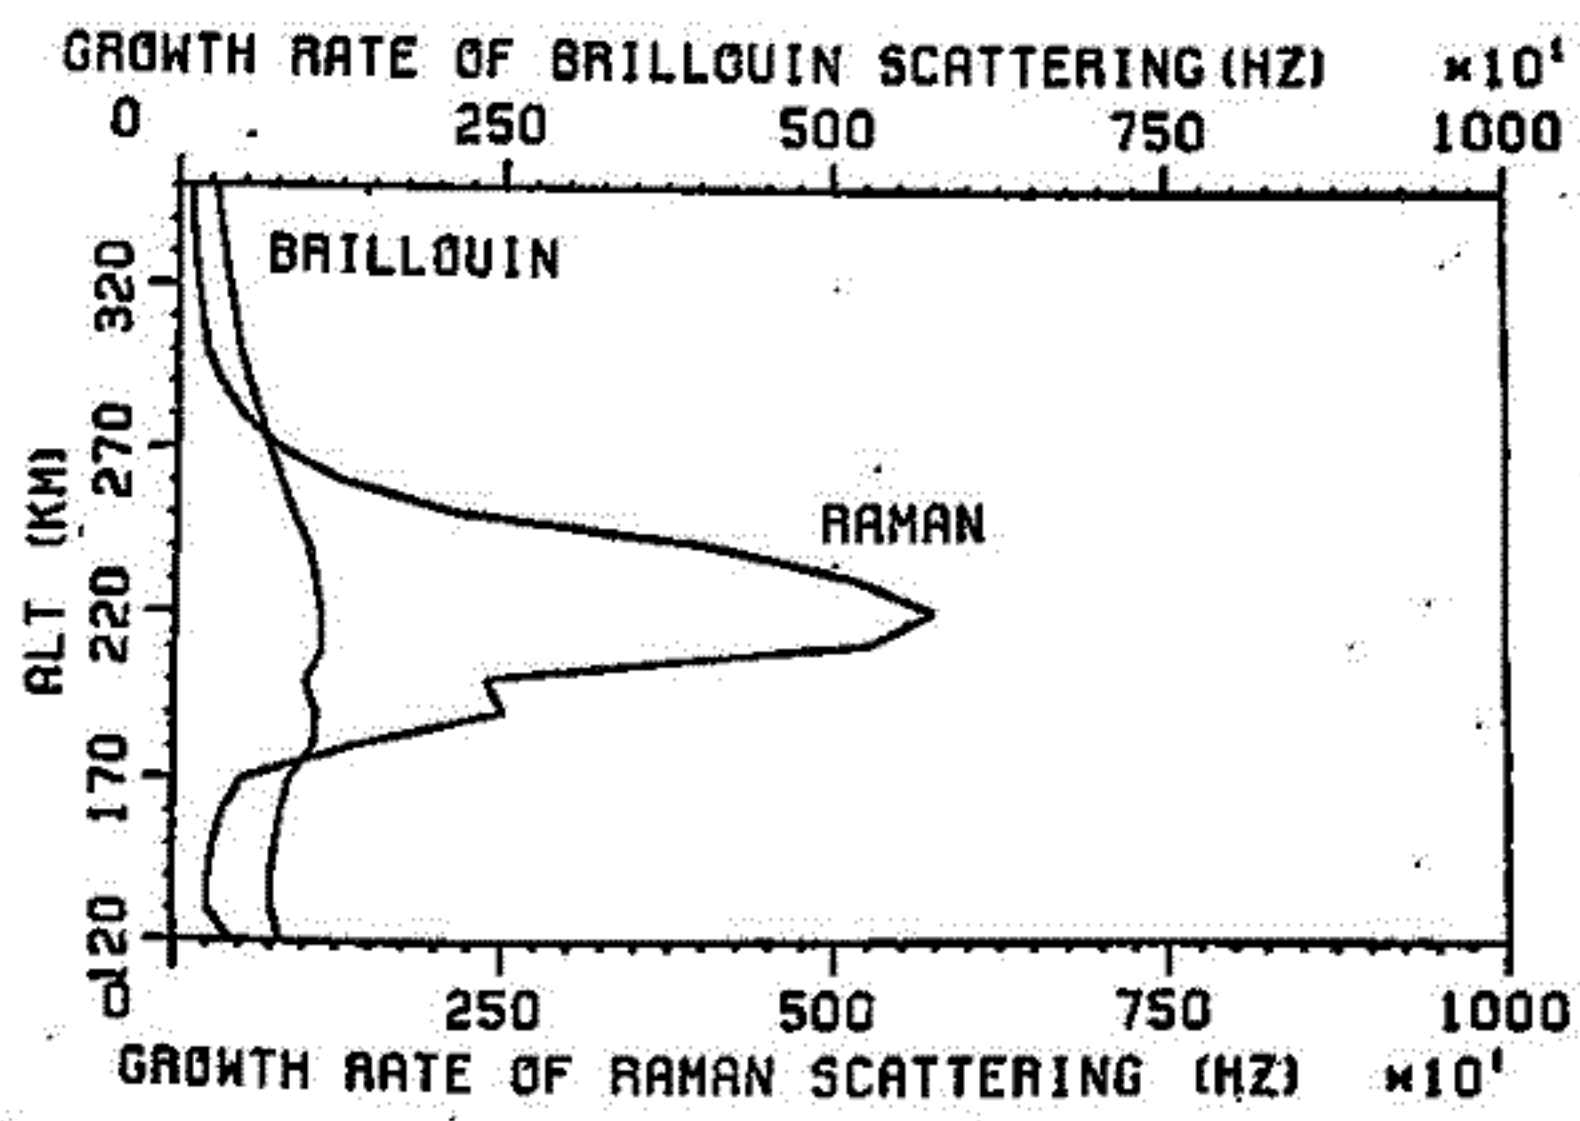 GROWTH RATE OF BRILLOUIN SCATTERING (HZ) ×10¹
0 250 500 750 1000
BRILLOUIN
320
270
ALT (KM)
RAMAN
220
170
120
0 250 500 750 1000
GROWTH RATE OF RAMAN SCATTERING (HZ) ×10¹